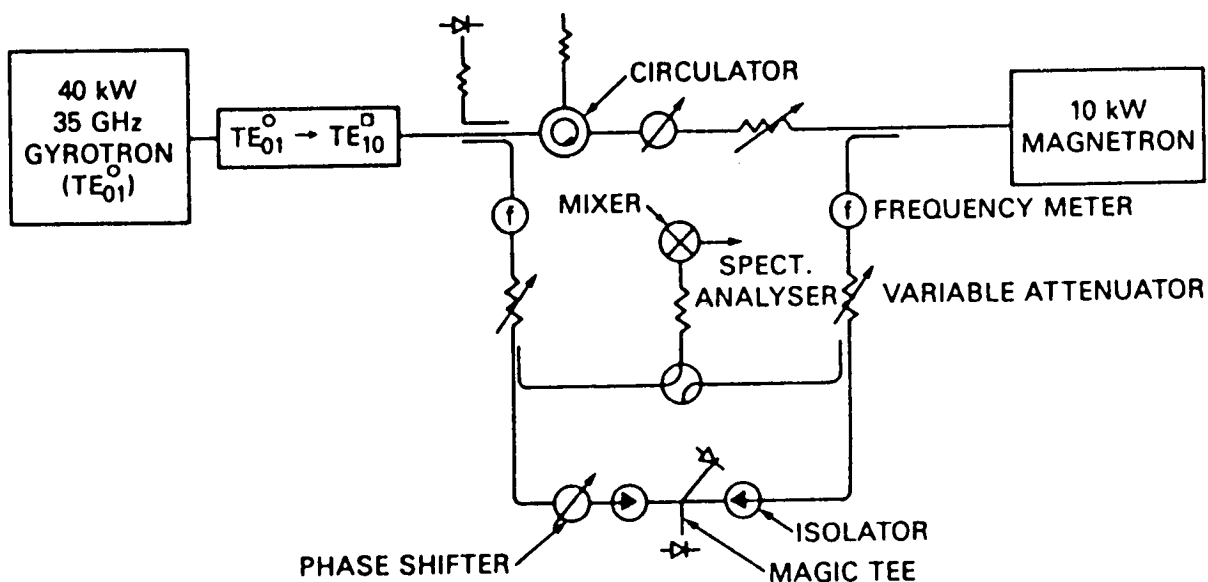 40 kW
35 GHz
GYROTRON
(TE₀₁°)
TE₀₁° → TE₁₀□
CIRCULATOR
10 kW
MAGNETRON
MIXER
f
f
FREQUENCY METER
SPECT.
ANALYSER
VARIABLE ATTENUATOR
PHASE SHIFTER
ISOLATOR
MAGIC TEE